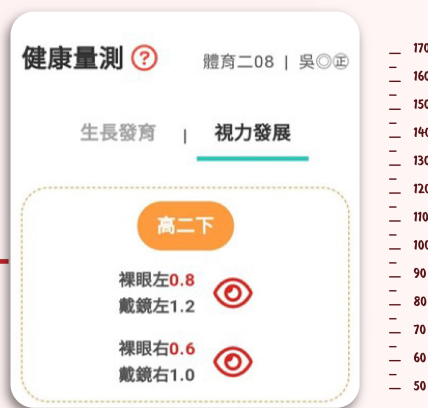 健康量測 ?
體育二08 | 吳◎㊣
生長發育 | 視力發展
高二下
裸眼左0.8
戴鏡左1.2
裸眼右0.6
戴鏡右1.0
170
160
150
140
130
120
110
100
90
80
70
60
50